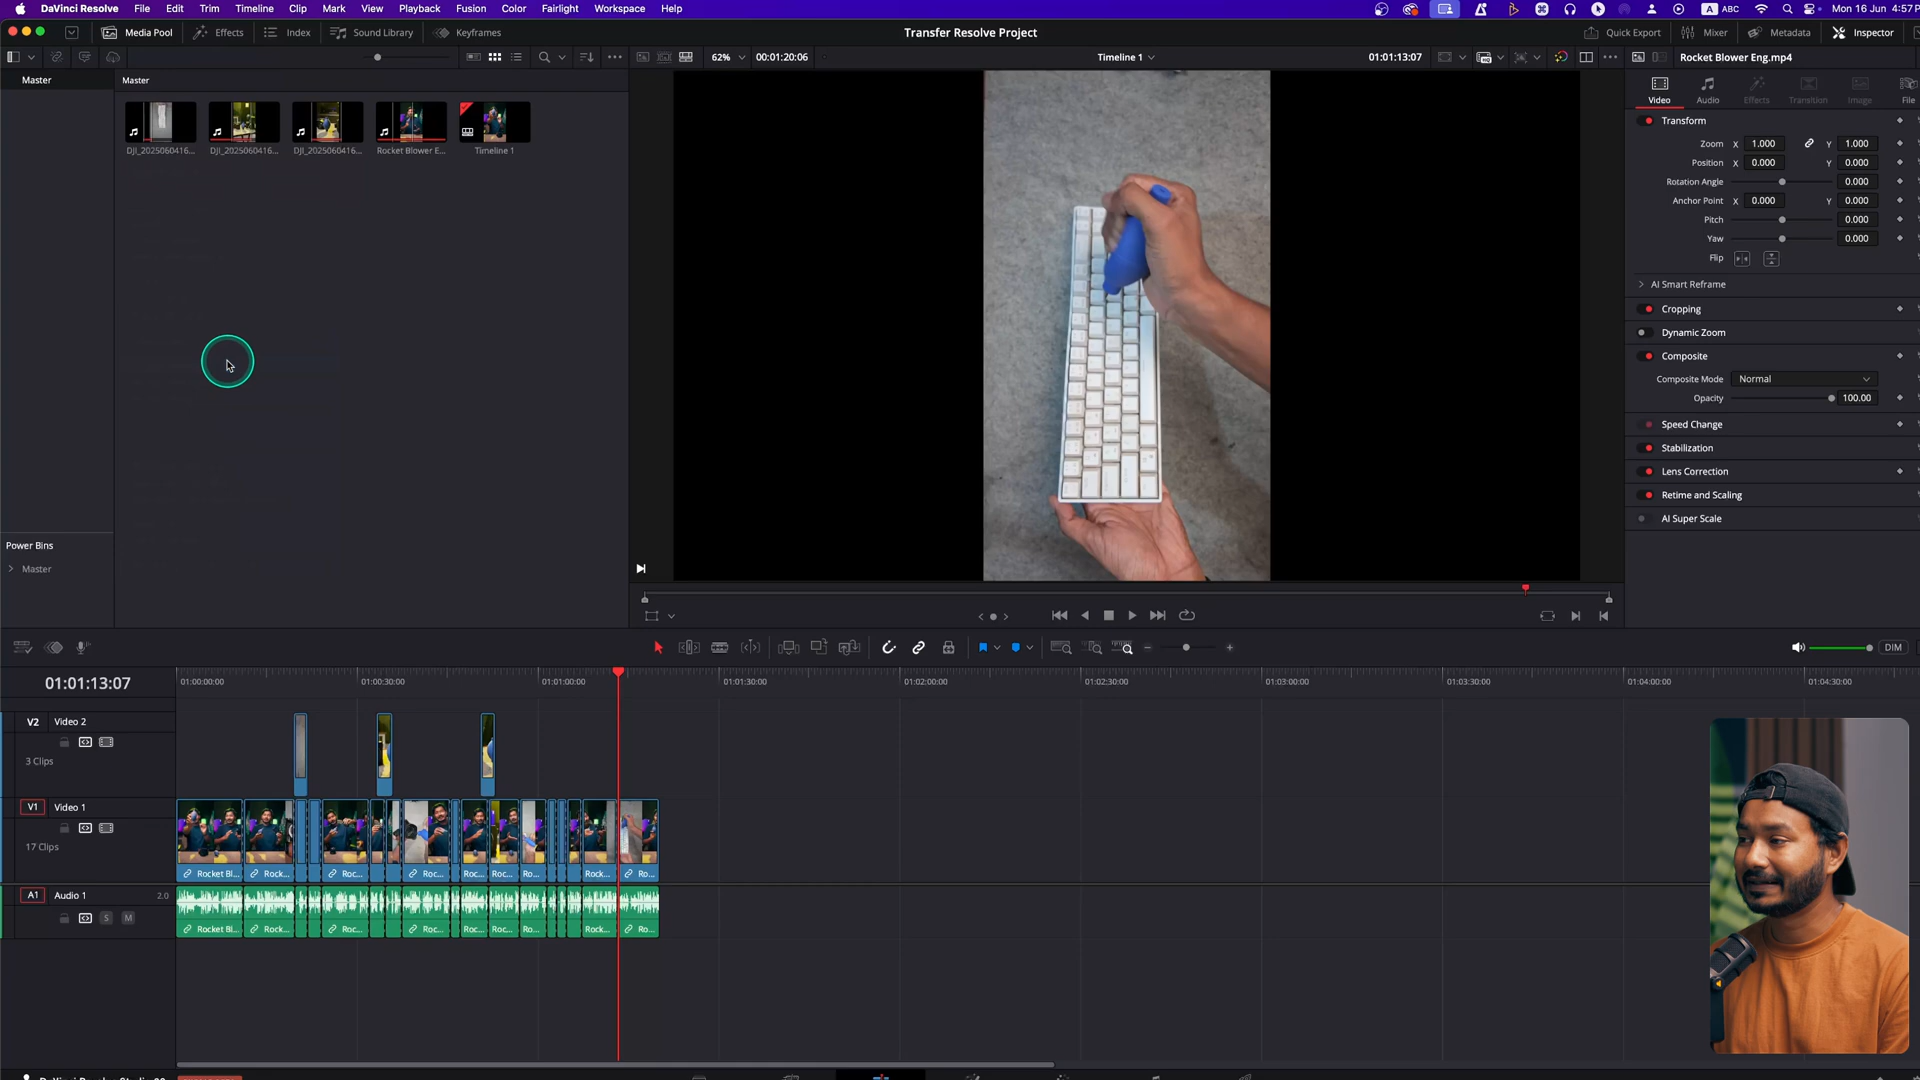 DaVinci Resolve File Edit Trim Timeline Clip Mark View Playback Fusion Color Fairlight Workspace Help
A ABC Mon 16 Jun 4:57
Media Pool Effects Index Sound Library Keyframes
Transfer Resolve Project
Quick Export Mixer Metadata Inspector
62% 00:01:20:06 Timeline 1 01:01:13:07
Rocket Blower Eng.mp4
Master
Master
DJI_2025060416... DJI_2025060416... DJI_2025060416... Rocket Blower E... Timeline 1
Power Bins
Master
Video Audio Effects Transition Image File
Transform
Zoom X 1.000 Y 1.000
Position X 0.000 Y 0.000
Rotation Angle 0.000
Anchor Point X 0.000 Y 0.000
Pitch 0.000
Yaw 0.000
Flip
AI Smart Reframe
Cropping
Dynamic Zoom
Composite
Composite Mode Normal
Opacity 100.00
Speed Change
Stabilization
Lens Correction
Retime and Scaling
AI Super Scale
DIM
01:01:13:07
01:00:00:00 01:00:30:00 01:01:00:00 01:01:30:00 01:02:00:00 01:02:30:00 01:03:00:00 01:03:30:00 01:04:00:00 01:04:30:00
V2 Video 2
3 Clips
V1 Video 1
17 Clips
Rocket Bl... Rock... Roc... Roc... Roc... Roc... Ro... Rock... Ro...
A1 Audio 1 2.0
S M
Rocket Bl... Rock... Roc... Roc... Roc... Roc... Ro... Rock... Ro...